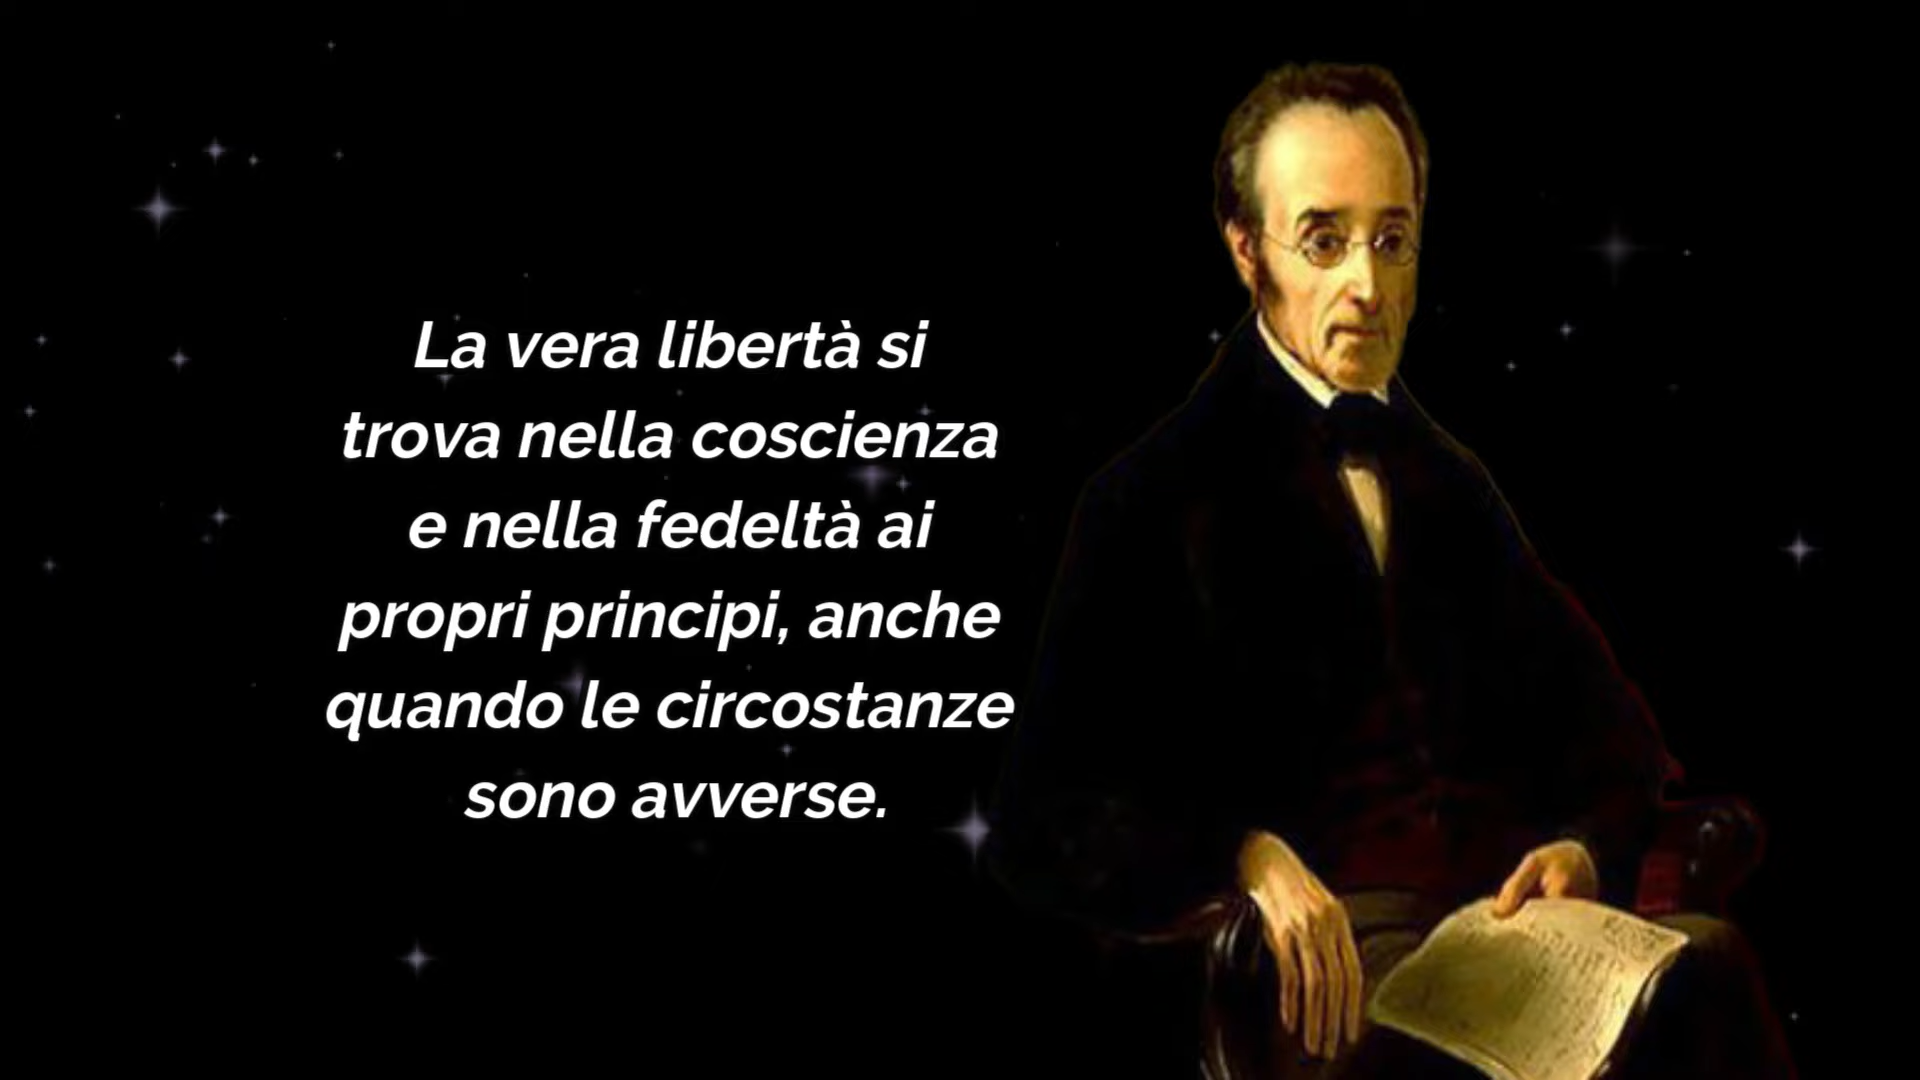 La vera libertà si
trova nella coscienza
e nella fedeltà ai
propri principi, anche
quando le circostanze
sono avverse.